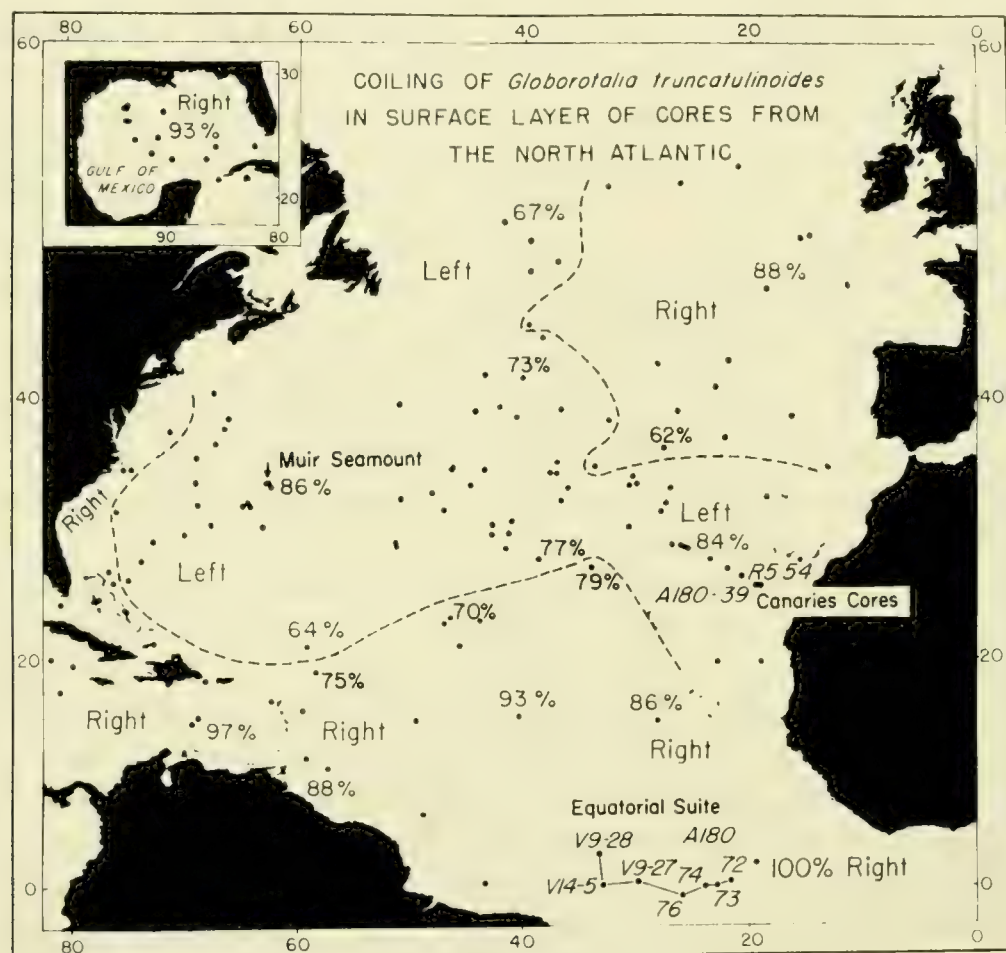 80 60 40 20 0
60 60
COILING OF Globorotalia truncatulinoides
IN SURFACE LAYER OF CORES FROM
THE NORTH ATLANTIC
30
Right
93%
GULF OF
MEXICO
20
90 80
67%
Left
88%
Right
73%
40 40
62%
Muir Seamount
86%
Right
Left
Left
84%
77%
79%
R5 54
A180-39
Canaries Cores
70%
64%
20 20
75%
93%
86%
Right
97%
Right
Right
88%
Equatorial Suite
V9-28
A180
V9-27
74
72
100% Right
V14-5
76
73
0 0
80 60 40 20 0